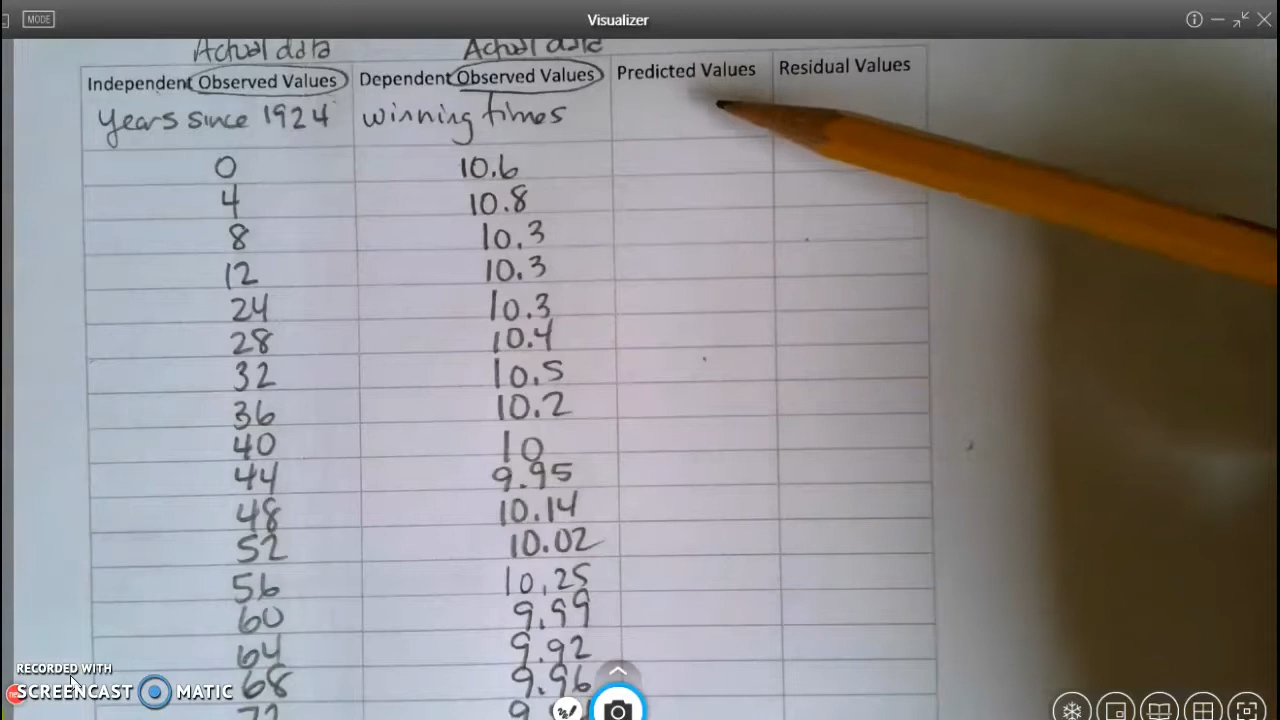 MODE
Visualizer
Actual data Actual data
Independent Observed Values Dependent Observed Values Predicted Values Residual Values
Years since 1924 winning times
0 10.6
4 10.8
8 10.3
12 10.3
24 10.3
28 10.4
32 10.5
36 10.2
40 10
44 9.95
48 10.14
52 10.02
56 10.25
60 9.99
64 9.92
68 9.96
72 9
RECORDED WITH
SCREENCAST MATIC